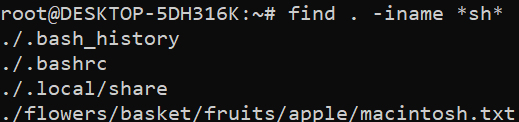 root@DESKTOP-5DH316K:~# find . -iname *sh*
./.bash_history
./.bashrc
./.local/share
./flowers/basket/fruits/apple/macintosh.txt